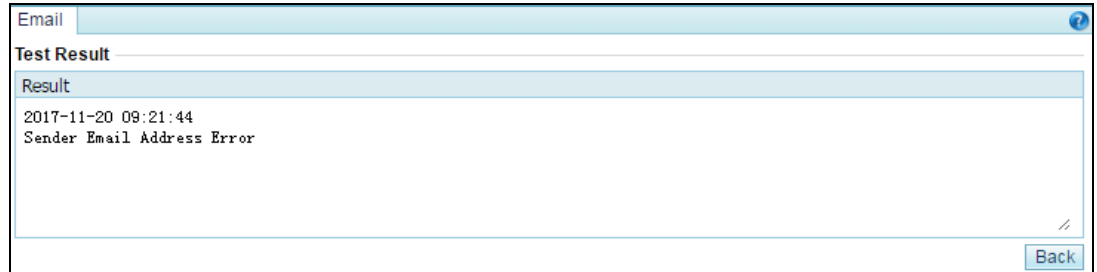 Email
?
Test Result
Result
2017-11-20 09:21:44
Sender Email Address Error
Back